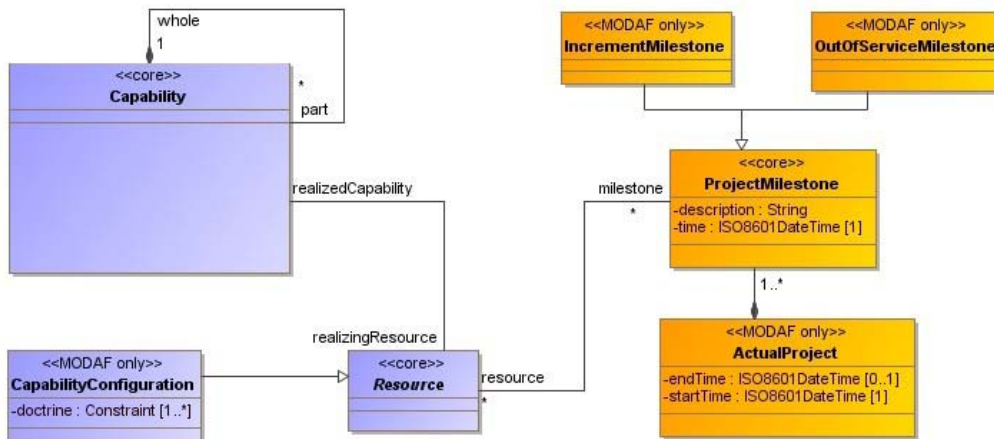 whole
1
<<core>>
Capability
*
part
<<MODAF only>>
IncrementMilestone
<<MODAF only>>
OutOfServiceMilestone
realizedCapability
milestone
*
<<core>>
ProjectMilestone
-description : String
-time : ISO8601DateTime [1]
1..*
realizingResource
<<MODAF only>>
CapabilityConfiguration
-doctrine : Constraint [1..*]
<<core>>
Resource
resource
*
<<MODAF only>>
ActualProject
-endTime : ISO8601DateTime [0..1]
-startTime : ISO8601DateTime [1]